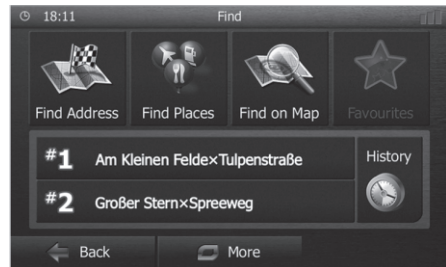 18:11 Find
Find Address Find Places Find on Map Favourites
#1 Am Kleinen Felde×Tulpenstraße History
#2 Großer Stern×Spreeweg
Back More